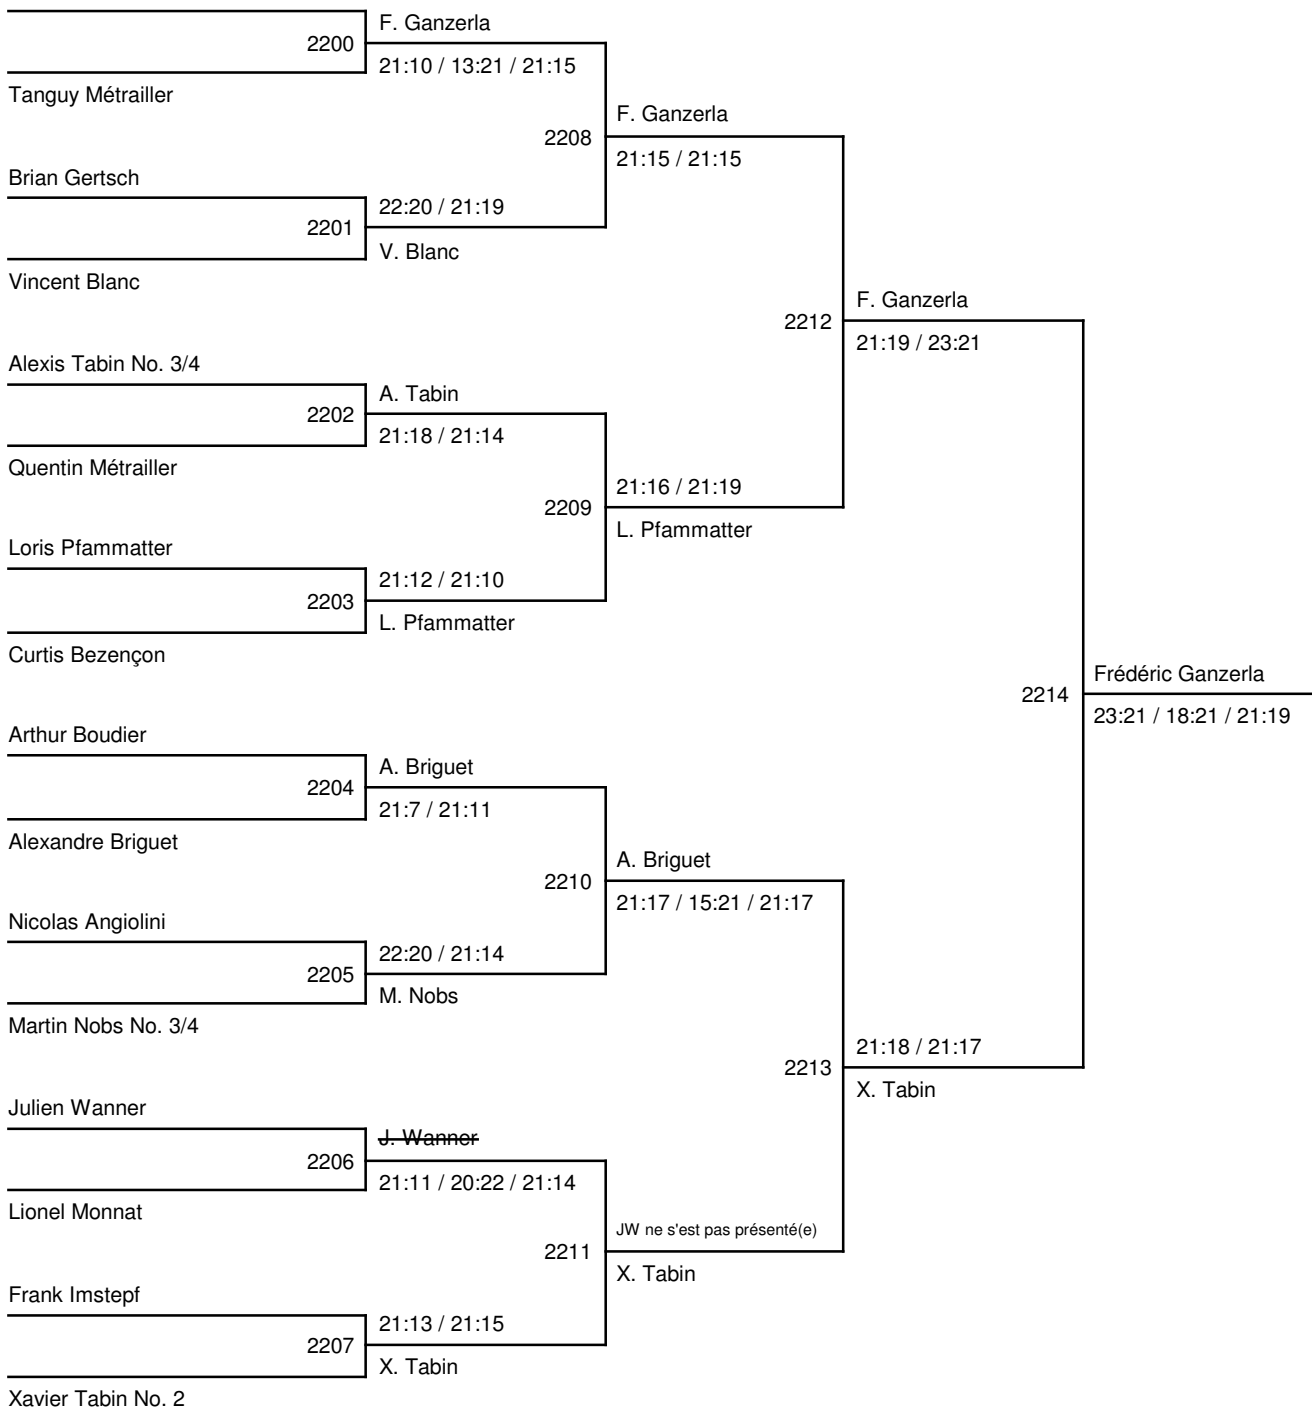 F. Ganzerla
2200
21:10 / 13:21 / 21:15
Tanguy Métrailler
F. Ganzerla
2208
21:15 / 21:15
Brian Gertsch
22:20 / 21:19
2201
V. Blanc
Vincent Blanc
F. Ganzerla
2212
21:19 / 23:21
Alexis Tabin No. 3/4
A. Tabin
2202
21:18 / 21:14
Quentin Métrailler
21:16 / 21:19
2209
L. Pfammatter
Loris Pfammatter
21:12 / 21:10
2203
L. Pfammatter
Curtis Bezençon
Frédéric Ganzerla
2214
23:21 / 18:21 / 21:19
Arthur Boudier
A. Briguet
2204
21:7 / 21:11
Alexandre Briguet
A. Briguet
2210
21:17 / 15:21 / 21:17
Nicolas Angiolini
22:20 / 21:14
2205
M. Nobs
Martin Nobs No. 3/4
21:18 / 21:17
2213
X. Tabin
Julien Wanner
J. Wanner
2206
21:11 / 20:22 / 21:14
Lionel Monnat
JW ne s'est pas présenté(e)
2211
X. Tabin
Frank Imstepf
21:13 / 21:15
2207
X. Tabin
Xavier Tabin No. 2